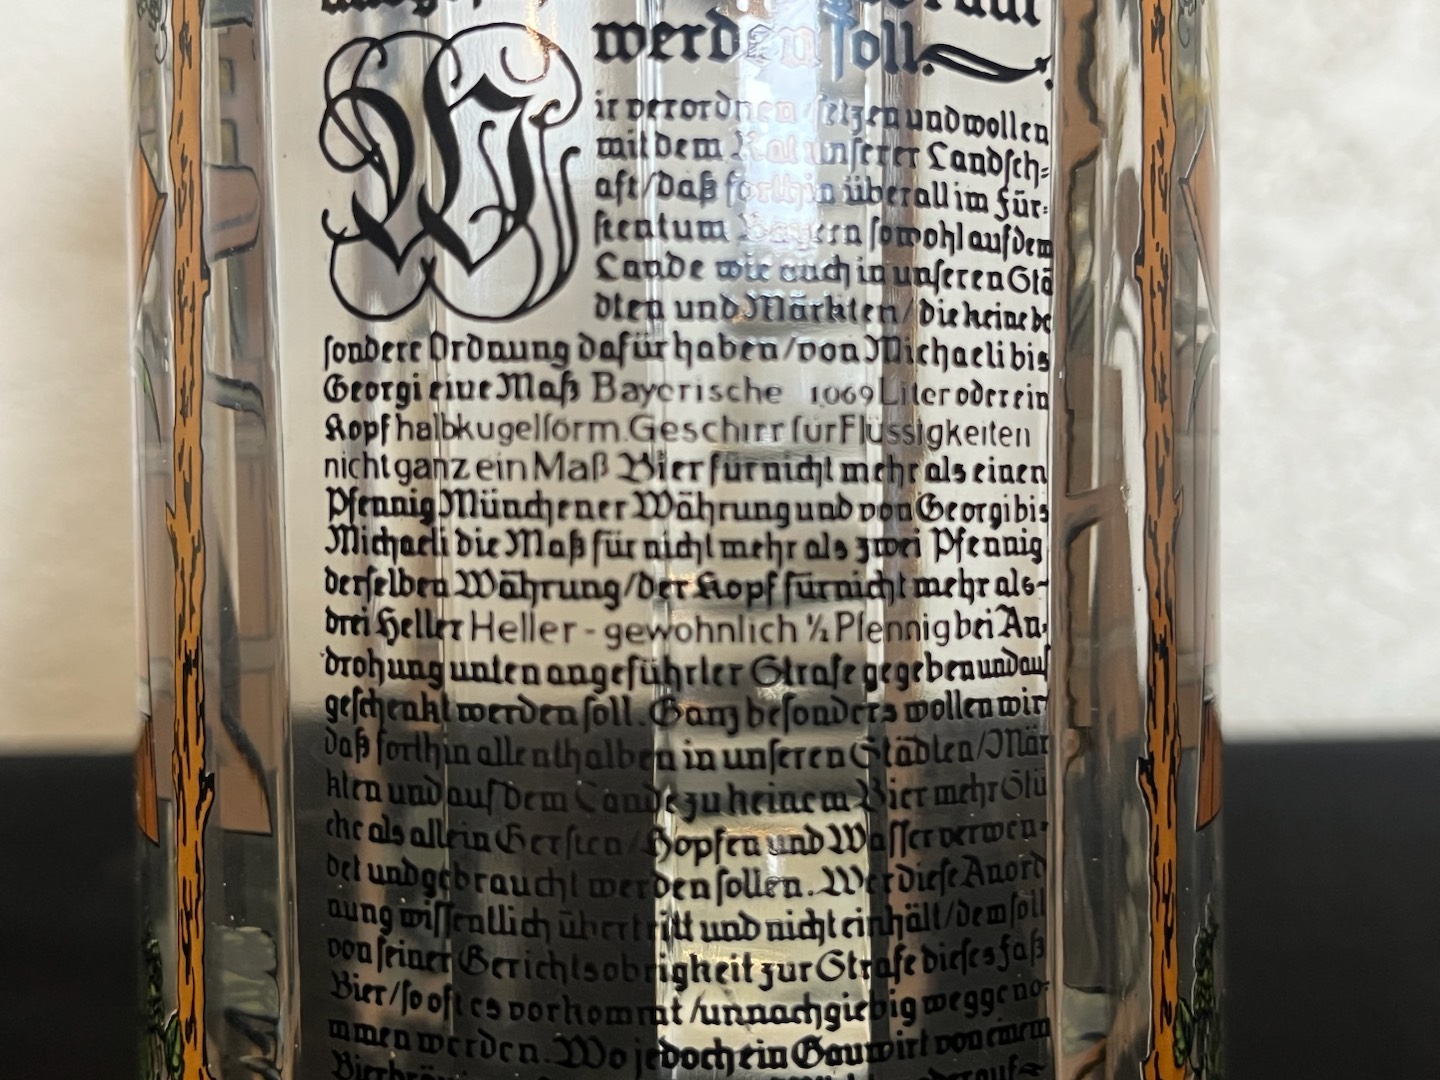 werden soll.
Wir verordnen/setzen und wollen
mit dem Rat unserer Landsch=
aft/daß forthin überall im Für=
stentum Bayern sowohl auf dem
Lande wie auch in unseren Stä
dten und Märkten/die keine be
sondere Ordnung dafür haben/von Michaeli bis
Georgi eine Maß Bayerische 1069 Liter oder ein
Kopf halbkugelförm. Geschirr für Flüssigkeiten
nicht ganz ein Maß Bier für nicht mehr als einen
Pfennig Münchener Währung und von Georgi bis
Michaeli die Maß für nicht mehr als zwei Pfennig
derselben Währung/der Kopf für nicht mehr als
drei Heller Heller - gewöhnlich ½ Pfennig bei An=
drohung unten angeführter Strafe gegeben und aus
geschenkt werden soll. Ganz besonders wollen wir
daß forthin allenthalben in unseren Städten/Mär
kten und auf dem Lande zu keinem Bier mehr Stü
cke als allein Gersten/Hopfen und Wasser verwen=
det und gebraucht werden sollen. Wer diese Anord
nung wissentlich übertritt und nicht einhält/dem soll
von seiner Gerichtsobrigkeit zur Strafe dieses Faß
Bier/so oft es vorkommt/unnachgiebig weggeno=
mmen werden. Wo jedoch ein Gauwirt von einem